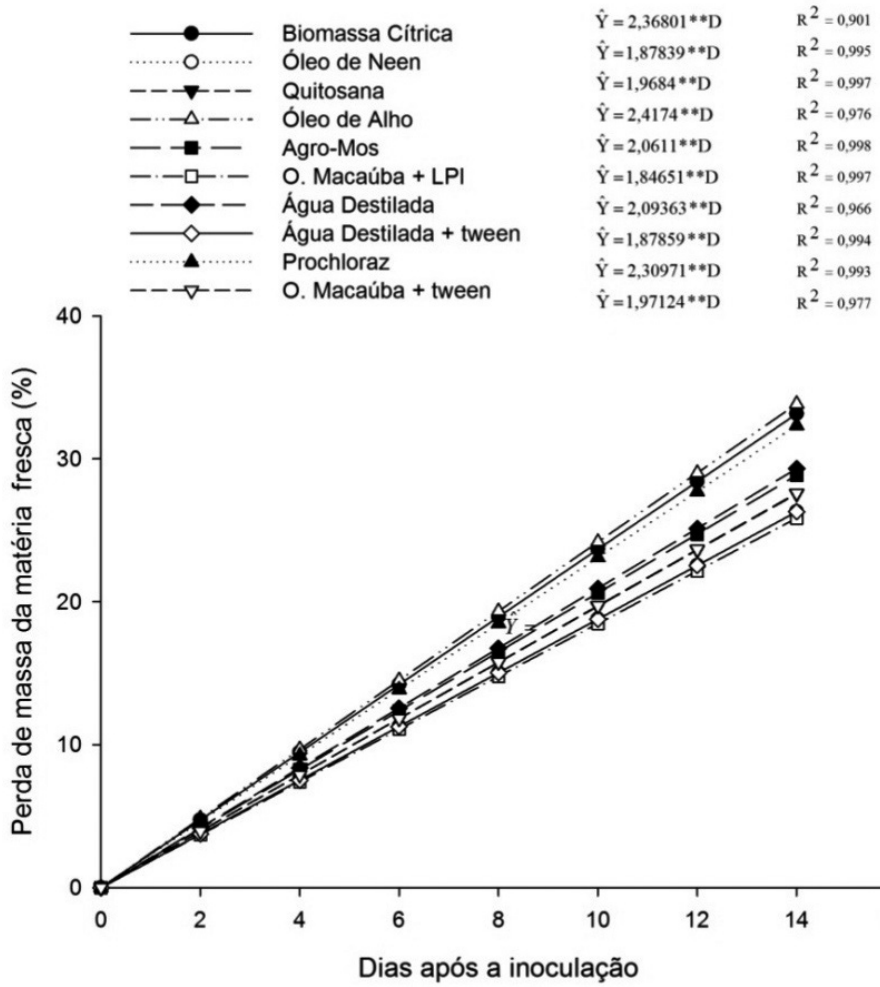 Biomassa Cítrica Ŷ = 2,36801**D R² = 0,901
Óleo de Neen Ŷ = 1,87839**D R² = 0,995
Quitosana Ŷ = 1,9684**D R² = 0,997
Óleo de Alho Ŷ = 2,4174**D R² = 0,976
Agro-Mos Ŷ = 2,0611**D R² = 0,998
O. Macaúba + LPI Ŷ = 1,84651**D R² = 0,997
Água Destilada Ŷ = 2,09363**D R² = 0,966
Água Destilada + tween Ŷ = 1,87859**D R² = 0,994
Prochloraz Ŷ = 2,30971**D R² = 0,993
O. Macaúba + tween Ŷ = 1,97124**D R² = 0,977
Perda de massa da matéria fresca (%)
40
30
20
10
0
Ŷ =
0 2 4 6 8 10 12 14
Dias após a inoculação